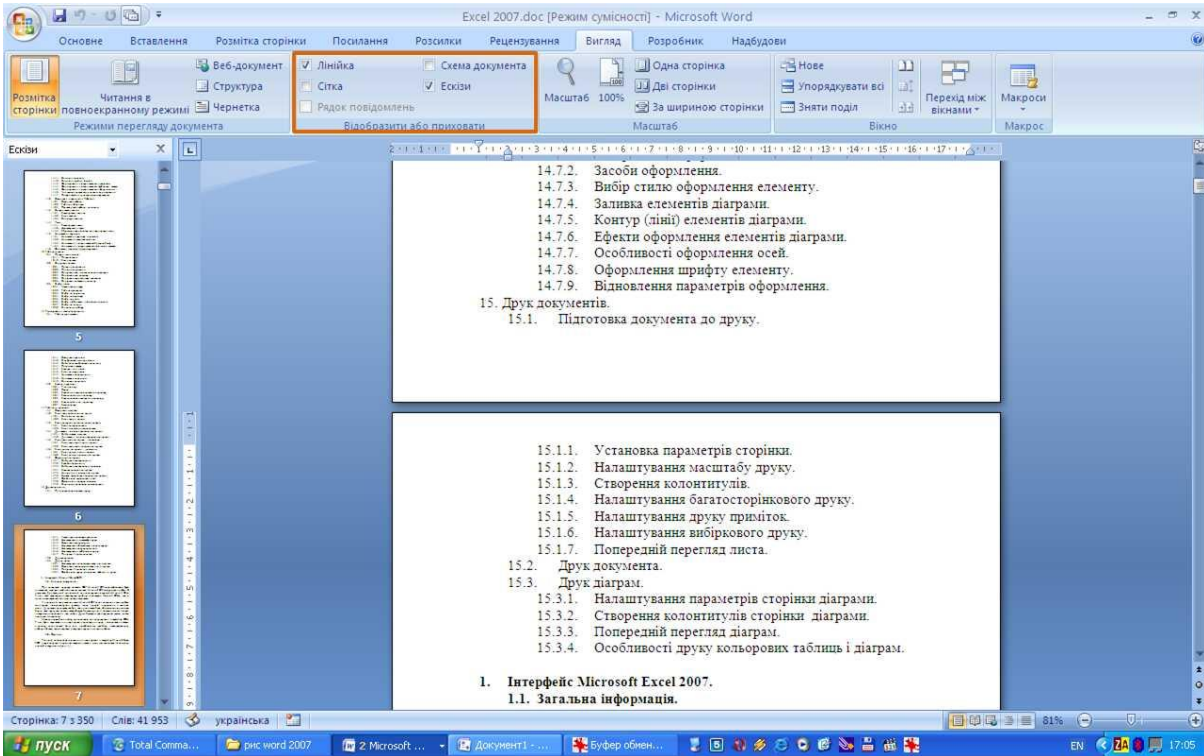 Excel 2007.doc [Режим сумісності] - Microsoft Word
Основне Вставлення Розмітка сторінки Посилання Розсилки Рецензування Вигляд Розробник Надбудови
Розмітка сторінки
Читання в повноекранному режимі
Веб-документ
Структура
Чернетка
Режими перегляду документа
Лінійка
Сітка
Рядок повідомлень
Схема документа
Ескізи
Відобразити або приховати
Масштаб
100%
Одна сторінка
Дві сторінки
За шириною сторінки
Масштаб
Нове
Упорядкувати всі
Зняти поділ
Перехід між вікнами
Вікно
Макроси
Макрос
Ескізи
5
6
7
14.7.2. Засоби оформлення.
14.7.3. Вибір стилю оформлення елементу.
14.7.4. Заливка елементів діаграми.
14.7.5. Контур (лінії) елементів діаграми.
14.7.6. Ефекти оформлення елементів діаграми.
14.7.7. Особливості оформлення осей.
14.7.8. Оформлення шрифту елементу.
14.7.9. Відновлення параметрів оформлення.
15. Друк документів.
15.1. Підготовка документа до друку.
15.1.1. Установка параметрів сторінки.
15.1.2. Налаштування масштабу друку.
15.1.3. Створення колонтитулів.
15.1.4. Налаштування багатосторінкового друку.
15.1.5. Налаштування друку приміток.
15.1.6. Налаштування вибіркового друку.
15.1.7. Попередній перегляд листа.
15.2. Друк документа.
15.3. Друк діаграм.
15.3.1. Налаштування параметрів сторінки діаграми.
15.3.2. Створення колонтитулів сторінки діаграми.
15.3.3. Попередній перегляд діаграм.
15.3.4. Особливості друку кольорових таблиць і діаграм.
1. Інтерфейс Microsoft Excel 2007.
1.1. Загальна інформація.
Сторінка: 7 з 350 Слів: 41 953 українська 81%
пуск Total Comma... рис word 2007 2 Microsoft ... Документ1 - ... Буфер обмен... EN 17:05